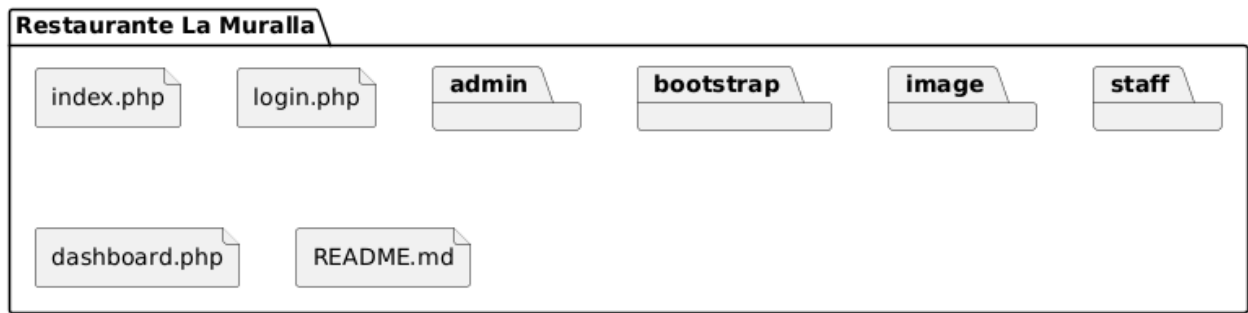 Restaurante La Muralla
index.php
login.php
admin
bootstrap
image
staff
dashboard.php
README.md